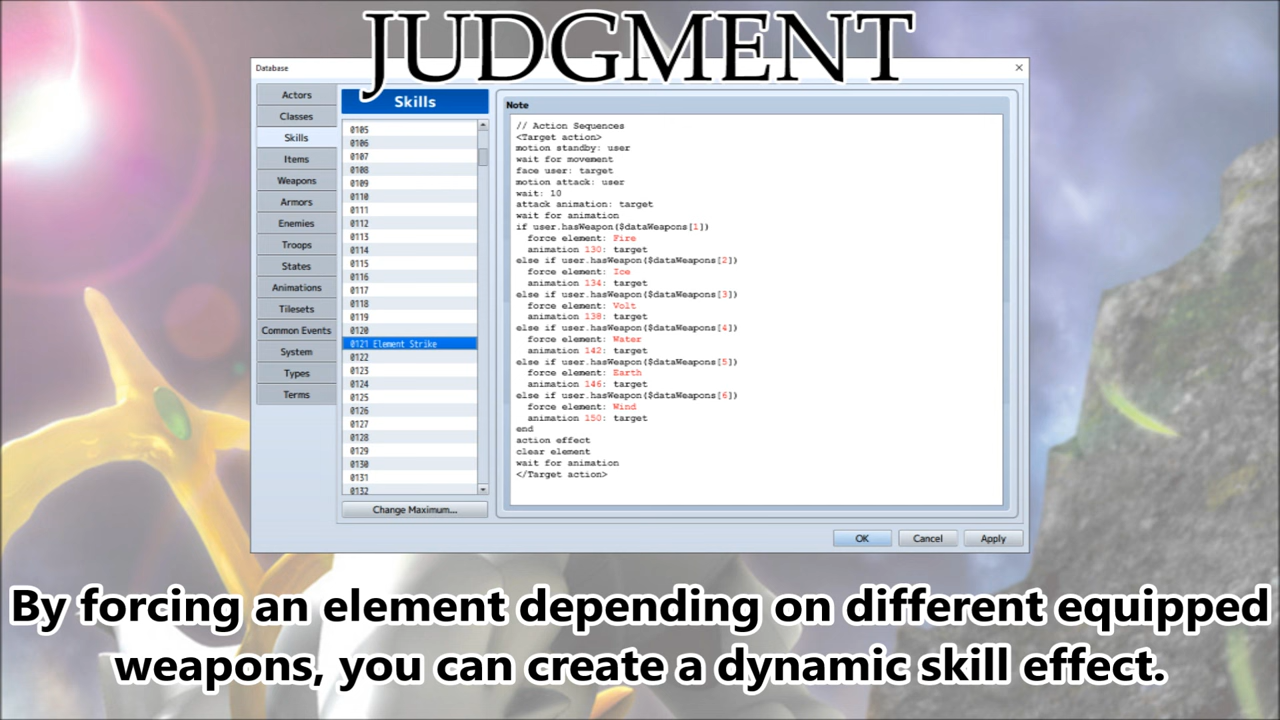 JUDGMENT
Database
Actors
Classes
Skills
Items
Weapons
Armors
Enemies
Troops
States
Animations
Tilesets
Common Events
System
Types
Terms
Skills
0105
0106
0107
0108
0109
0110
0111
0112
0113
0114
0115
0116
0117
0118
0119
0120
0121 Element Strike
0122
0123
0124
0125
0126
0127
0128
0129
0130
0131
0132
Change Maximum...
Note
// Action Sequences
<Target action>
motion standby: user
wait for movement
face user: target
motion attack: user
wait: 10
attack animation: target
wait for animation
if user.hasWeapon($dataWeapons[1])
force element: Fire
animation 130: target
else if user.hasWeapon($dataWeapons[2])
force element: Ice
animation 134: target
else if user.hasWeapon($dataWeapons[3])
force element: Volt
animation 138: target
else if user.hasWeapon($dataWeapons[4])
force element: Water
animation 142: target
else if user.hasWeapon($dataWeapons[5])
force element: Earth
animation 146: target
else if user.hasWeapon($dataWeapons[6])
force element: Wind
animation 150: target
end
action effect
clear element
wait for animation
</Target action>
OK
Cancel
Apply
By forcing an element depending on different equipped
weapons, you can create a dynamic skill effect.